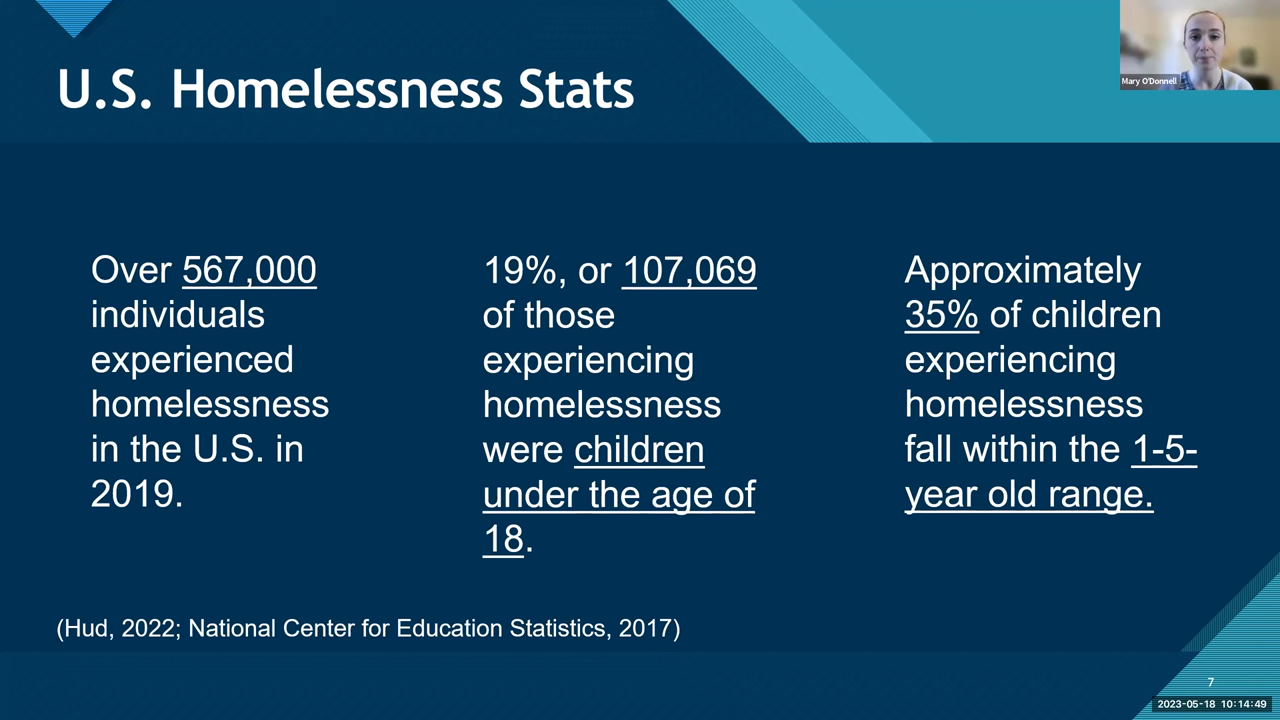 U.S. Homelessness Stats
Mary O'Donnell
Over 567,000
individuals
experienced
homelessness
in the U.S. in
2019.
19%, or 107,069
of those
experiencing
homelessness
were children
under the age of
18.
Approximately
35% of children
experiencing
homelessness
fall within the 1-5-
year old range.
(Hud, 2022; National Center for Education Statistics, 2017)
7
2023-05-18 10:14:49